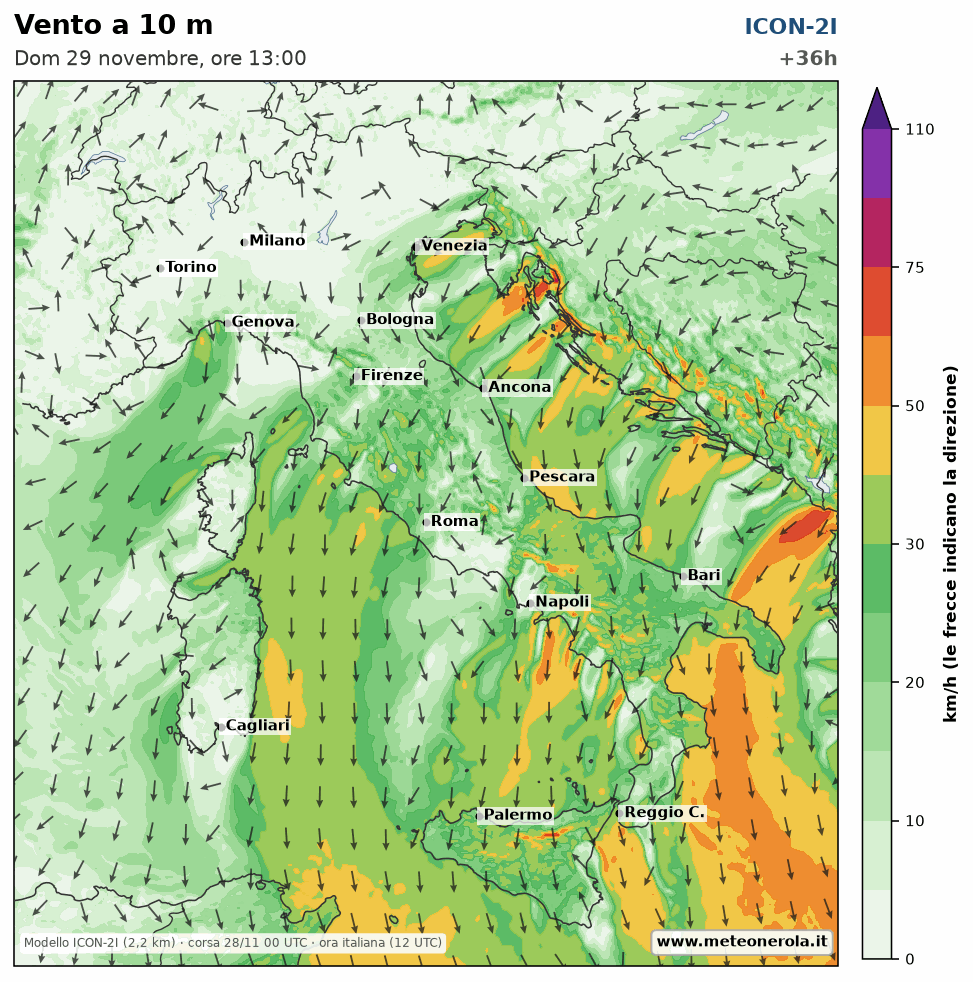 Vento a 10 m
ICON-2I
Dom 29 novembre, ore 13:00
+36h
110
75
50
30
20
10
0
km/h (le frecce indicano la direzione)
Venezia
Milano
Torino
Genova
Bologna
Firenze
Ancona
Pescara
Roma
Bari
Napoli
Cagliari
Palermo
Reggio C.
Modello ICON-2I (2,2 km) · corsa 28/11 00 UTC · ora italiana (12 UTC)
www.meteonerola.it